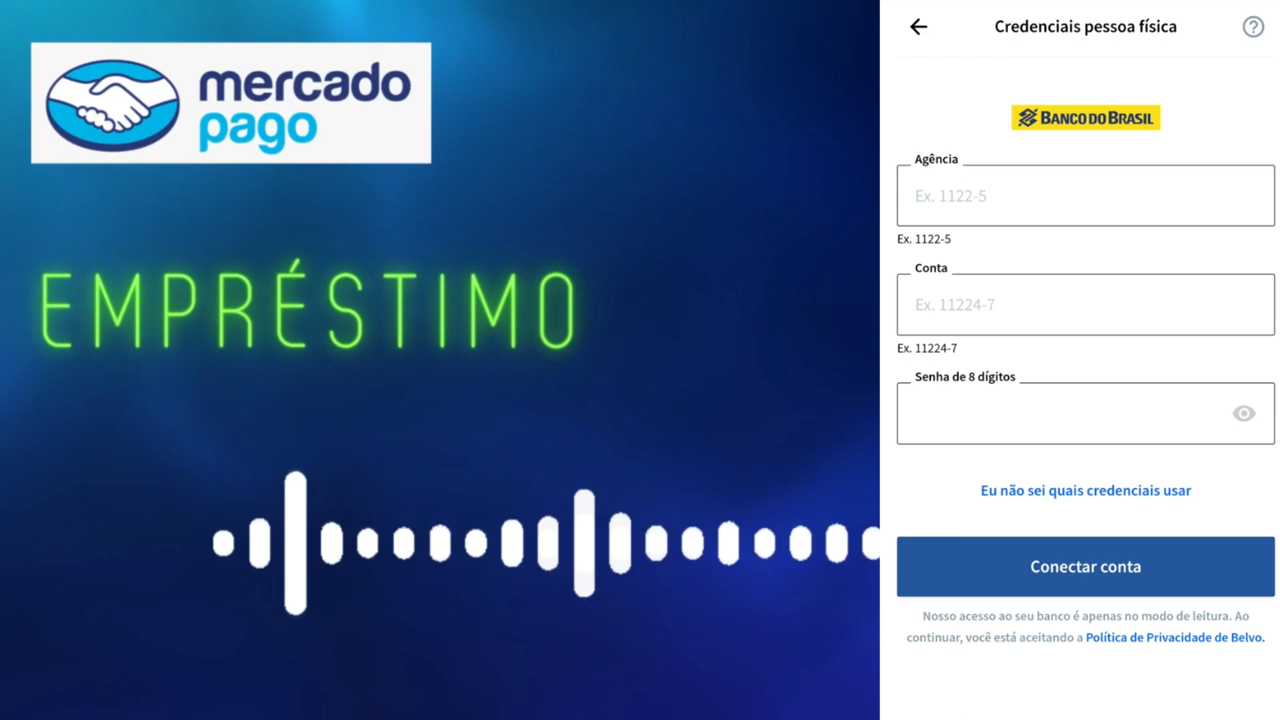 mercado
pago
EMPRÉSTIMO
Credenciais pessoa física
?
BANCO DO BRASIL
Agência
Ex. 1122-5
Ex. 1122-5
Conta
Ex. 11224-7
Ex. 11224-7
Senha de 8 dígitos
Eu não sei quais credenciais usar
Conectar conta
Nosso acesso ao seu banco é apenas no modo de leitura. Ao
continuar, você está aceitando a Política de Privacidade de Belvo.